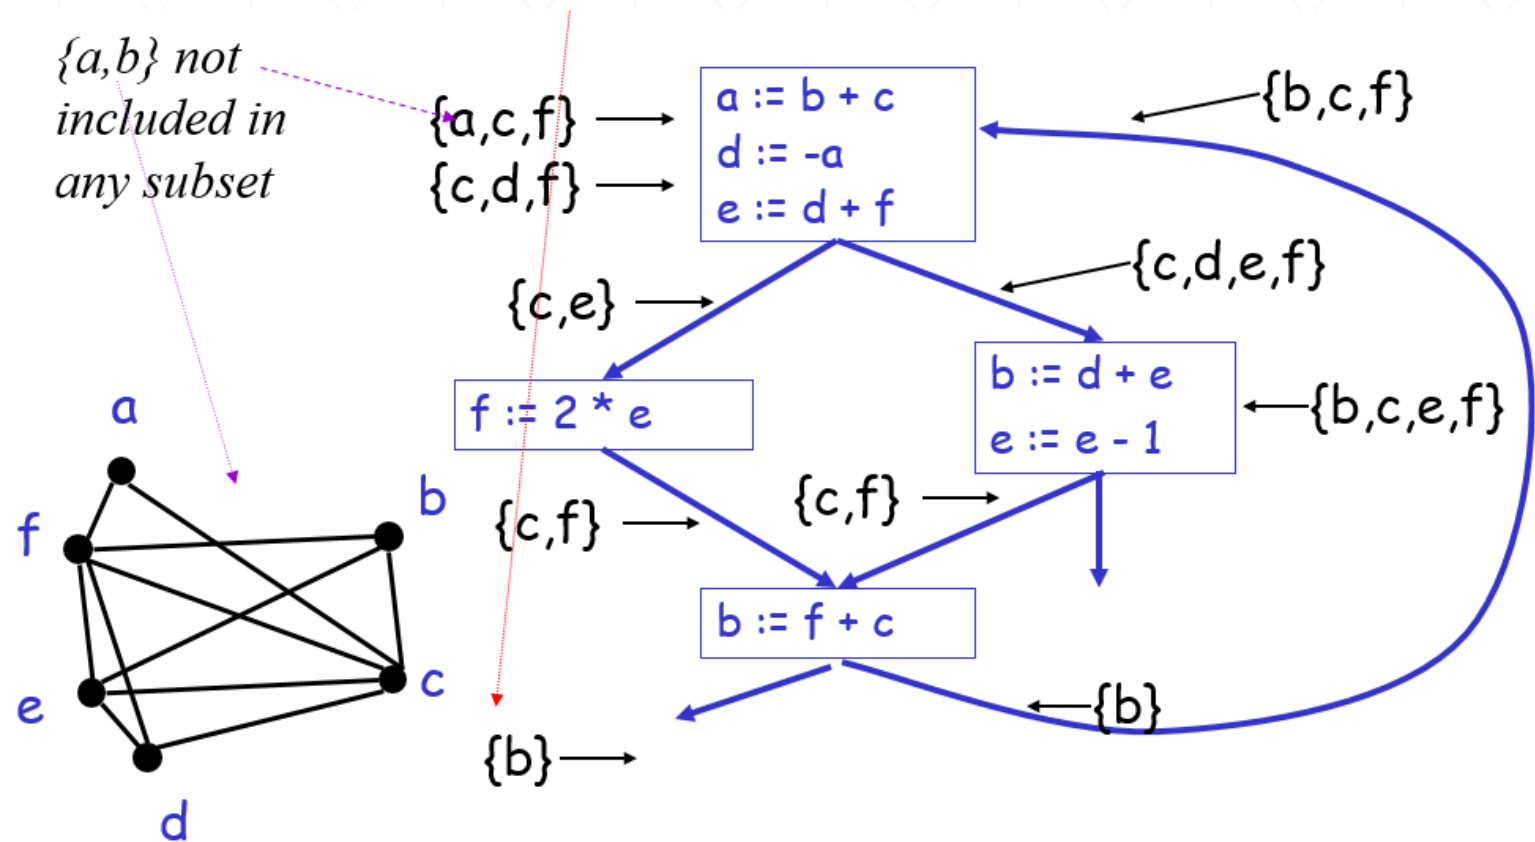 {a,b} not
included in
any subset
{a,c,f}
{c,d,f}
a := b + c
d := -a
e := d + f
{b,c,f}
{c,e}
{c,d,e,f}
f := 2 * e
b := d + e
e := e - 1
{b,c,e,f}
{c,f}
{c,f}
b := f + c
{b}
{b}
a
b
f
c
e
d